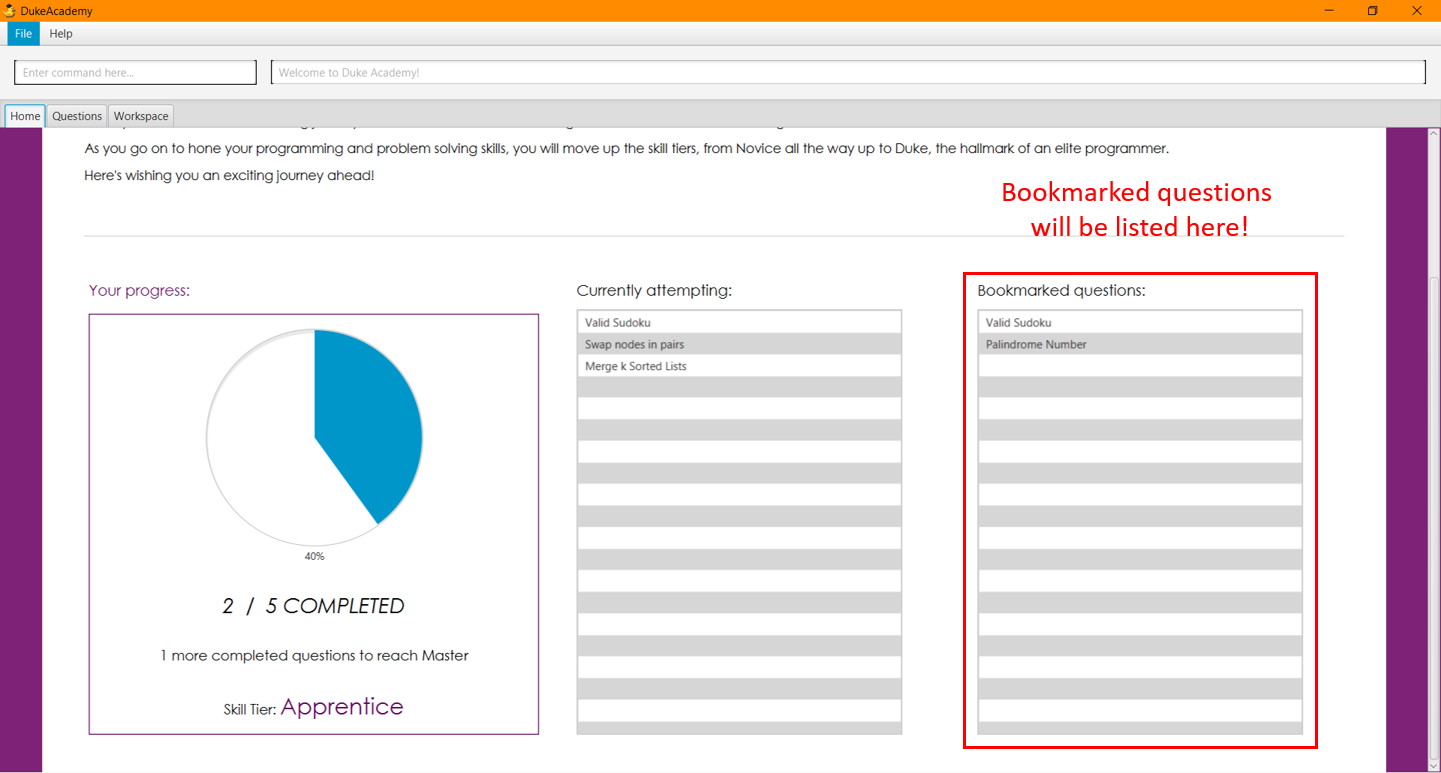 DukeAcademy
File Help
Enter command here... Welcome to Duke Academy!
Home Questions Workspace
As you go on to hone your programming and problem solving skills, you will move up the skill tiers, from Novice all the way up to Duke, the hallmark of an elite programmer.
Here's wishing you an exciting journey ahead!
Bookmarked questions
will be listed here!
Your progress:
40%
2 / 5 COMPLETED
1 more completed questions to reach Master
Skill Tier: Apprentice
Currently attempting:
Valid Sudoku
Swap nodes in pairs
Merge k Sorted Lists
Bookmarked questions:
Valid Sudoku
Palindrome Number